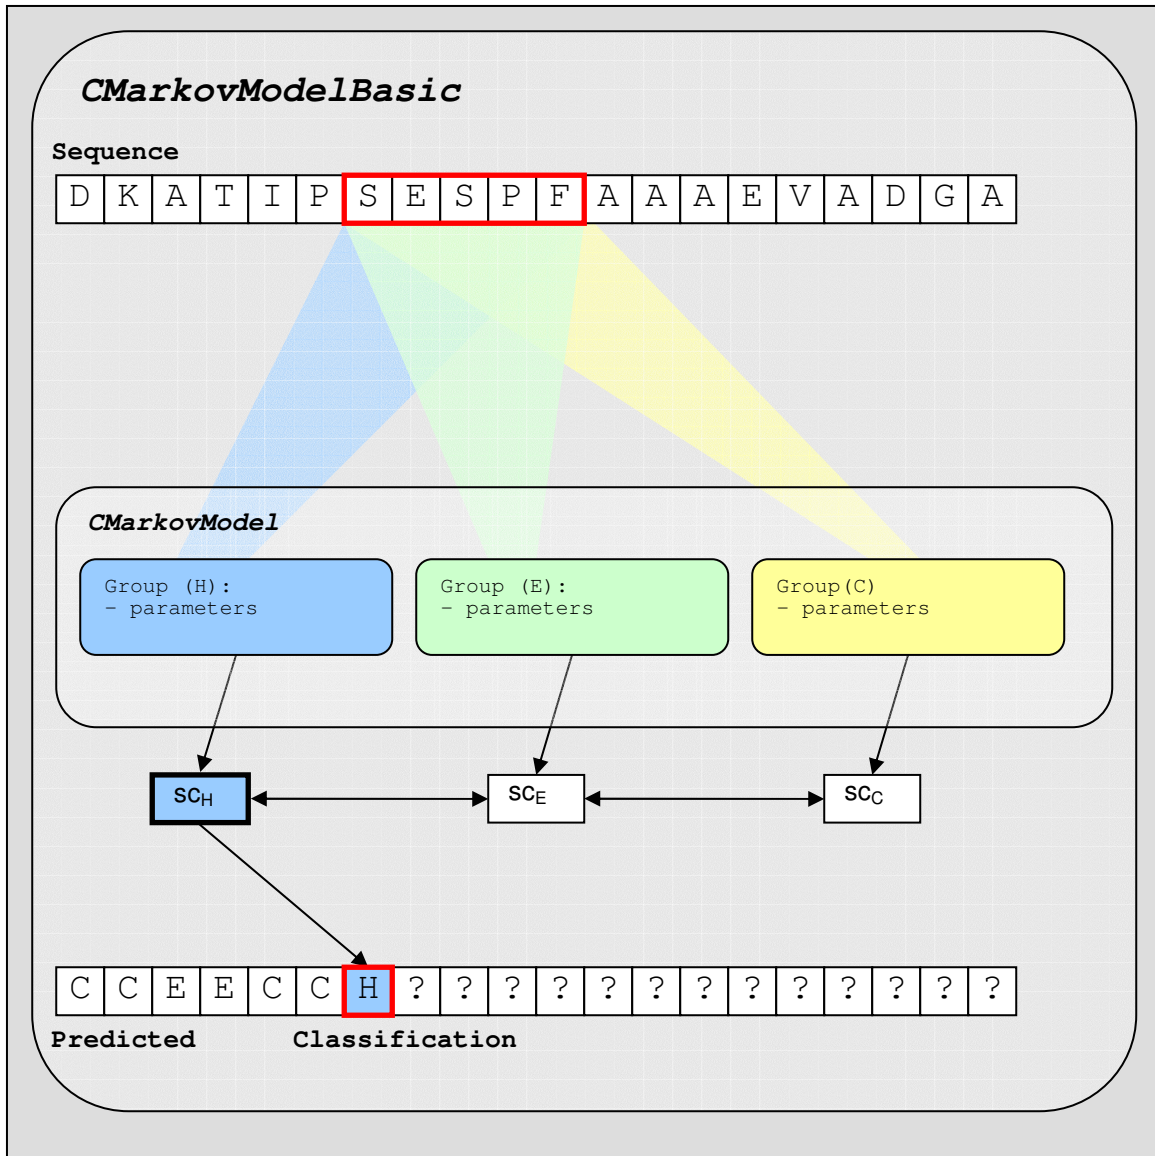 CMarkovModelBasic
Sequence
D K A T I P S E S P F A A A E V A D G A
CMarkovModel
Group (H):
- parameters
Group (E):
- parameters
Group(C)
- parameters
SCH SCE SCC
C C E E C C H ? ? ? ? ? ? ? ? ? ? ? ? ?
Predicted Classification